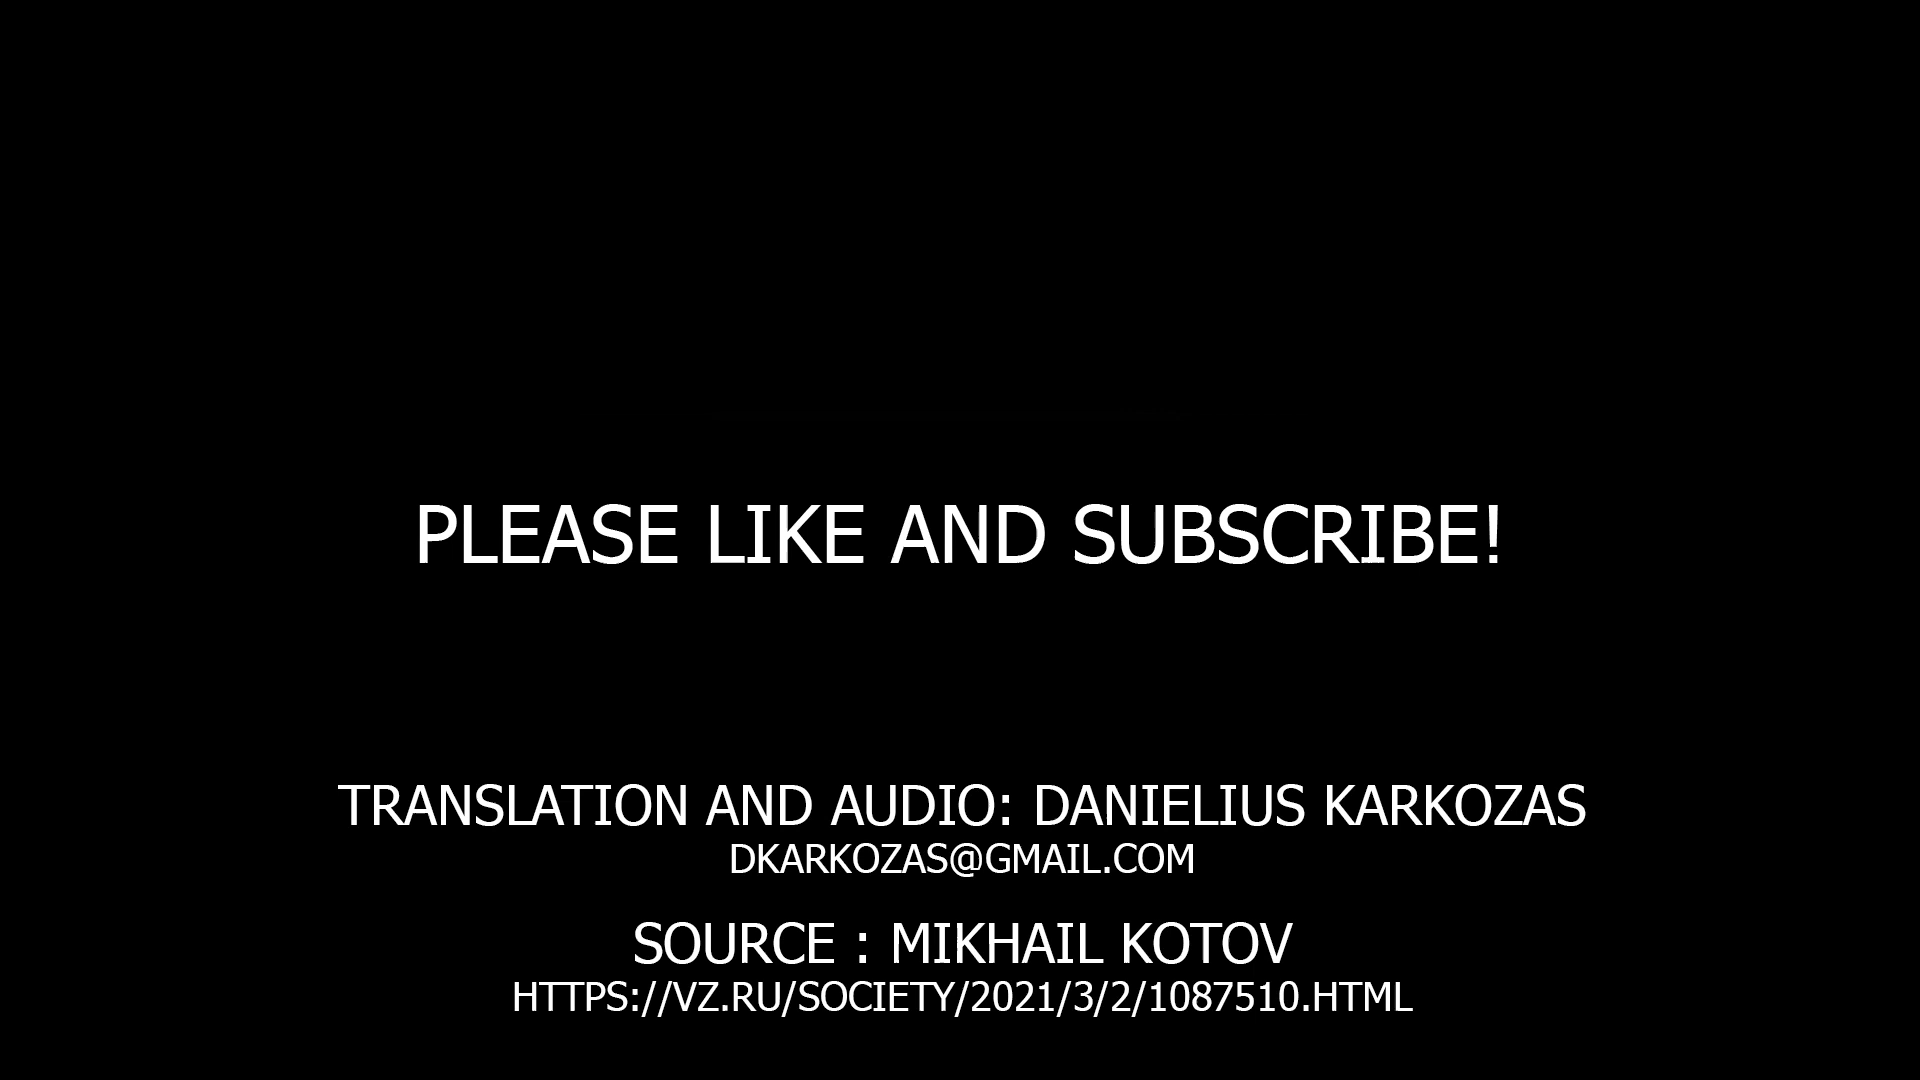 PLEASE LIKE AND SUBSCRIBE!
TRANSLATION AND AUDIO: DANIELIUS KARKOZAS
DKARKOZAS@GMAIL.COM
SOURCE : MIKHAIL KOTOV
HTTPS://VZ.RU/SOCIETY/2021/3/2/1087510.HTML